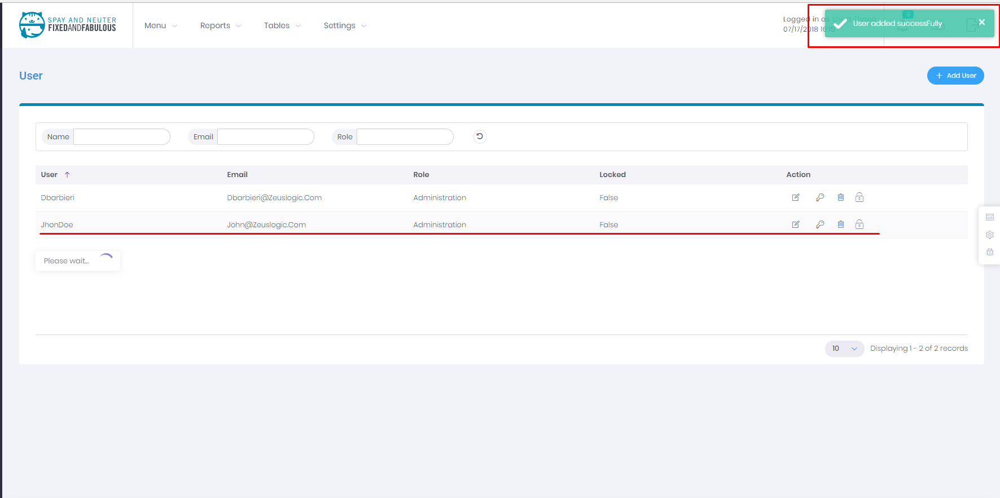 SPAY AND NEUTER
FIXEDANDFABULOUS
Menu
Reports
Tables
Settings
Logged in as
07/17/2018 16:15
9
User added successFully
×
User
+ Add User
Name
Email
Role
User ↑
Email
Role
Locked
Action
Dbarbieri
Dbarbieri@Zeuslogic.Com
Administration
False
JhonDoe
John@Zeuslogic.Com
Administration
False
Please wait...
10
Displaying 1 - 2 of 2 records